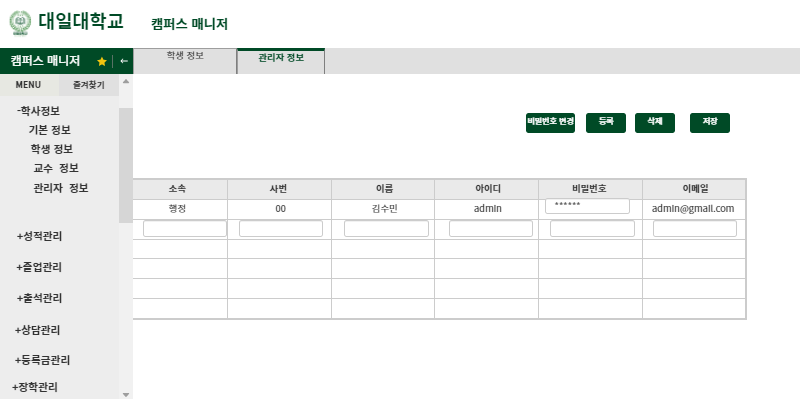 대일대학교 캠퍼스 매니저
캠퍼스 매니저 ★ ← 학생 정보 관리자 정보
MENU 즐겨찾기
비밀번호 변경 등록 삭제 저장
-학사정보
기본 정보
학생 정보
교수 정보
관리자 정보
+성적관리
+졸업관리
+출석관리
+상담관리
+등록금관리
+장학관리
소속 사번 이름 아이디 비밀번호 이메일
행정 00 김수민 admin ****** admin@gmail.com